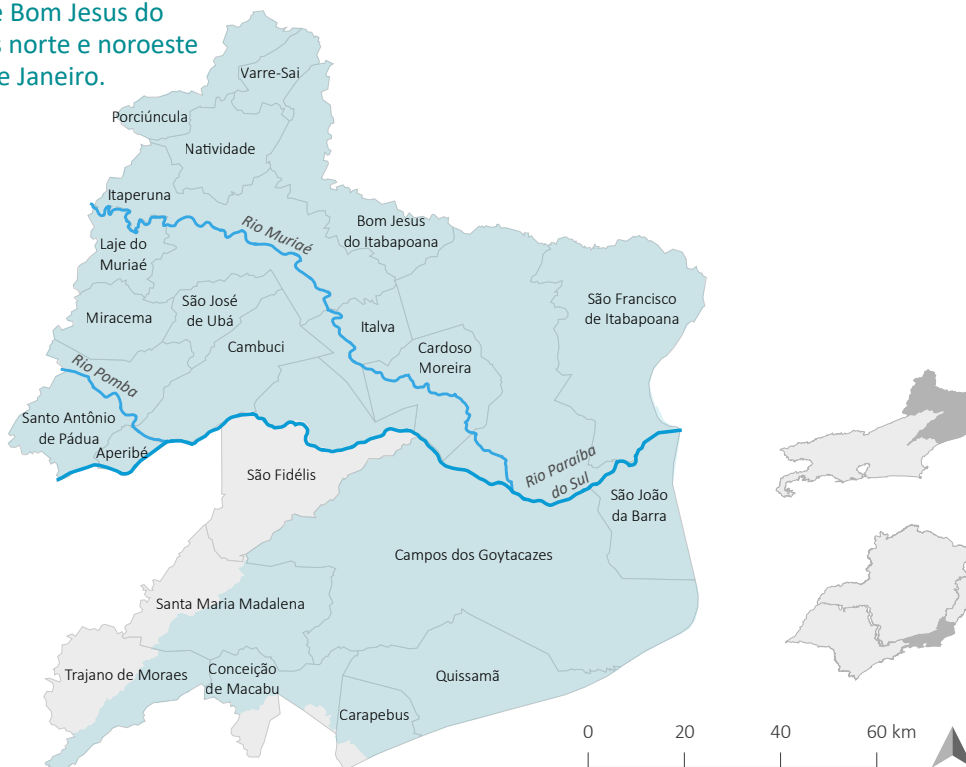 e Bom Jesus do
s norte e noroeste
e Janeiro.
Varre-Sai
Porciúncula
Natividade
Itaperuna
Rio Muriaé
Bom Jesus
do Itabapoana
Laje do
Muriaé
São José
de Ubá
São Francisco
de Itabapoana
Miracema
Italva
Cambuci
Cardoso
Moreira
Rio Pomba
Santo Antônio
de Pádua
Aperibé
São Fidélis
Rio Paraíba
do Sul
São João
da Barra
Campos dos Goytacazes
Santa Maria Madalena
Trajano de Moraes
Conceição
de Macabu
Quissamã
Carapebus
0 20 40 60 km